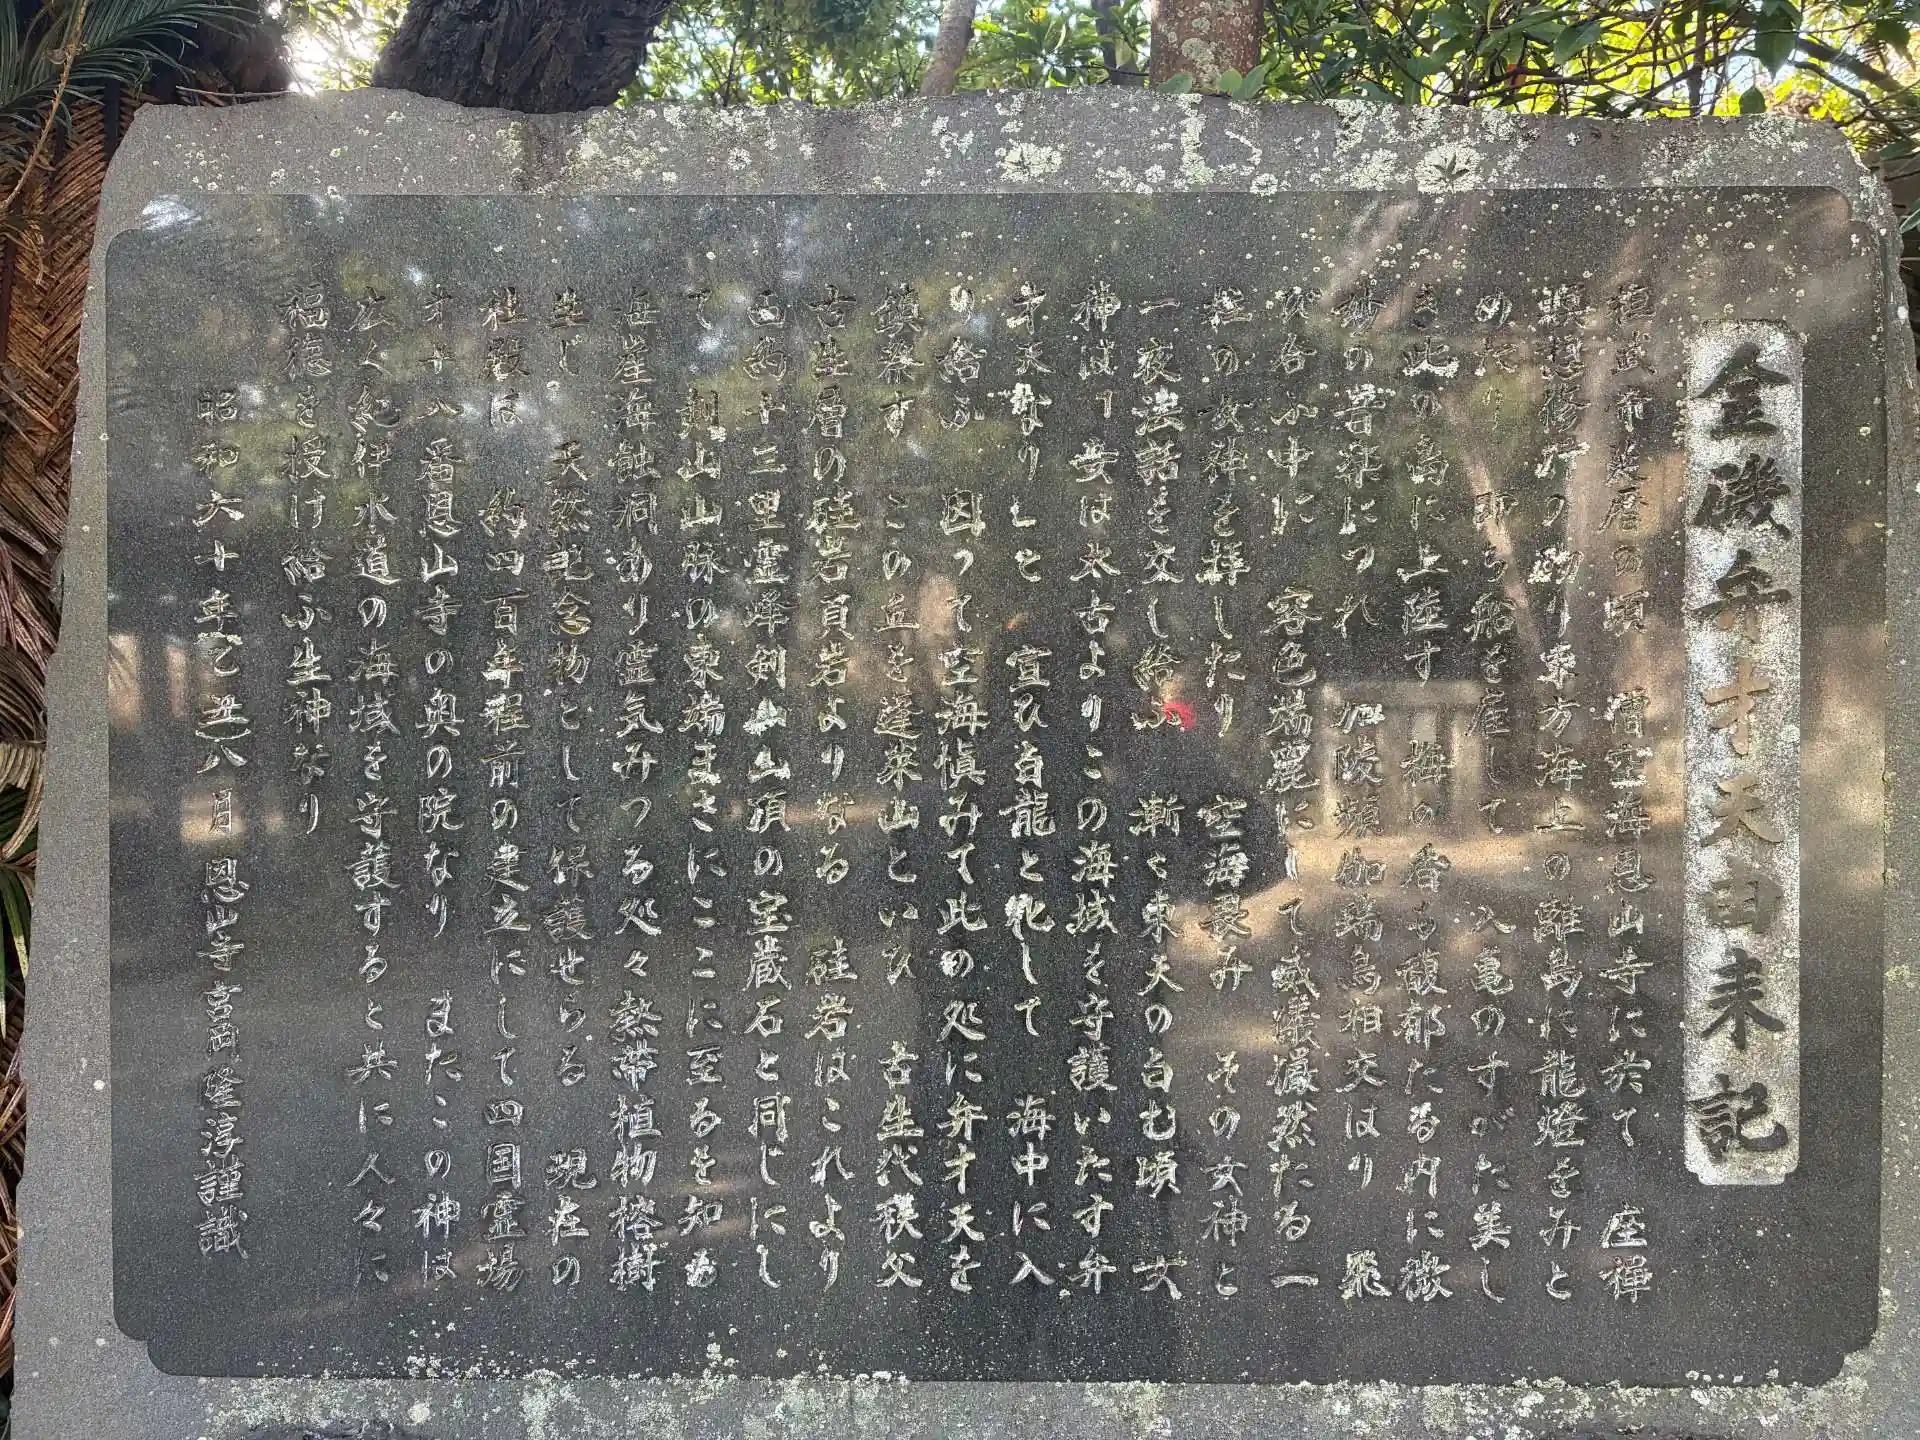 金磯弁才天由来記
桓武帝延暦の頃　僧空海恩山寺に於て　座禅
瞑想修行の砌り東方海上の離島に龍燈をみと
めたり　即ち船を庇して　入亀のすがた美し
き此の島に上陸す　梅の香も馥郁たる内に微
妙の音楽につれ　加陵頻伽瑞鳥相交はり　飛
び谷ふ中に　容色端麗にして威儀儼然たる一
柱の女神を拝したり　空海畏み　その女神と
一夜法話を交し給ふ　漸々東天の白む頃　女
神は「妾は太古よりこの海域を守護いたす弁
才天なりしと　宣ひ白龍と化して　海中に入
り給ふ　因って空海慎みて此の処に弁才天を
鎮祭す　この丘を蓬萊山といひ　古生代秩父
古生層の硅岩頁岩よりなる　硅岩はこれより
西約十三里霊峰剣山山頂の宝蔵石と同じにし
て　剣山山脉の東端まさにここに至るを知る
海崖海蝕洞あり霊気みつる処々熱帯植物榕樹
生じ　天然記念物として保護せらる　現在の
社殿は　約四百年程前の建立にして四国霊場
才十八番恩山寺の奥の院なり　またこの神は
広く紀伊水道の海域を守護すると共に人々に
福徳を授け給ふ生神なり
昭和六十年(乙丑)八月　恩山寺宮岡隆淳謹識